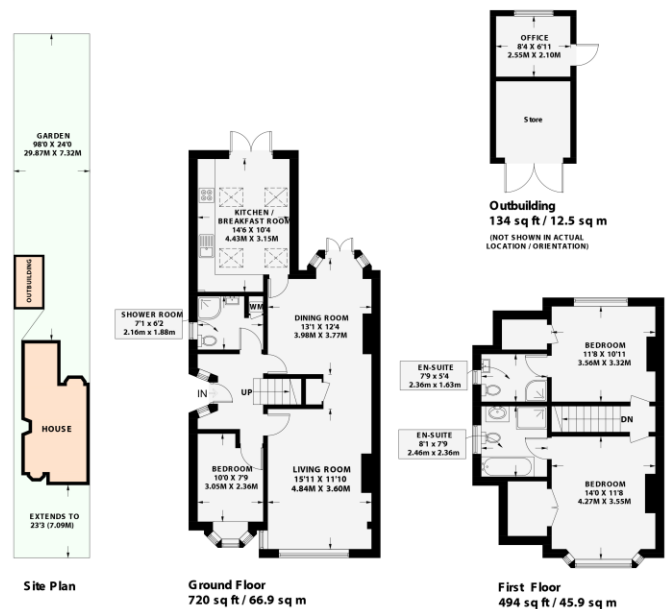 GARDEN
98'0 X 24'0
29.87M X 7.32M
OUTBUILDING
HOUSE
EXTENDS TO
23'3 (7.09M)
Site Plan
KITCHEN /
BREAKFAST ROOM
14'6 X 10'4
4.43M X 3.15M
SHOWER ROOM
7'1 x 6'2
2.16m x 1.88m
WM
DINING ROOM
13'1 X 12'4
3.98M X 3.77M
IN
UP
BEDROOM
10'0 X 7'9
3.05M X 2.36M
LIVING ROOM
15'11 X 11'10
4.84M X 3.60M
Ground Floor
720 sq ft / 66.9 sq m
OFFICE
8'4 X 6'11
2.55M X 2.10M
Store
Outbuilding
134 sq ft / 12.5 sq m
(NOT SHOWN IN ACTUAL
LOCATION / ORIENTATION)
BEDROOM
11'8 X 10'11
3.56M X 3.32M
EN-SUITE
7'9 x 5'4
2.36m x 1.63m
DN
EN-SUITE
8'1 x 7'9
2.46m x 2.36m
BEDROOM
14'0 X 11'8
4.27M X 3.55M
First Floor
494 sq ft / 45.9 sq m